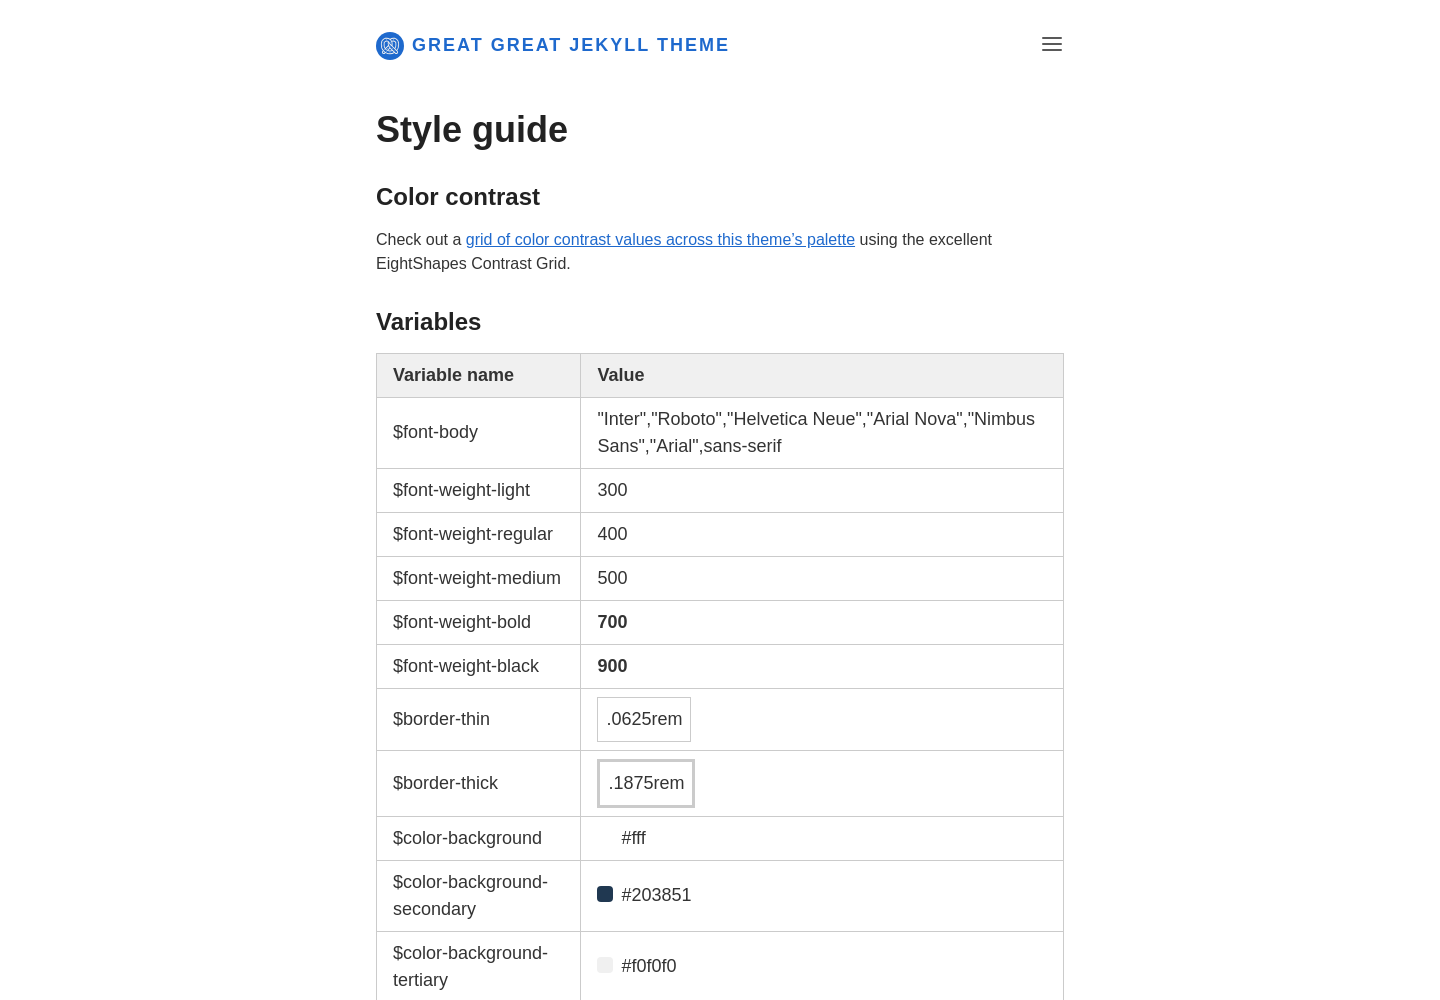 GREAT GREAT JEKYLL THEME
Style guide
Color contrast
Check out a grid of color contrast values across this theme’s palette using the excellent
EightShapes Contrast Grid.
Variables
Variable name Value
$font-body "Inter","Roboto","Helvetica Neue","Arial Nova","Nimbus
Sans","Arial",sans-serif
$font-weight-light 300
$font-weight-regular 400
$font-weight-medium 500
$font-weight-bold 700
$font-weight-black 900
$border-thin .0625rem
$border-thick .1875rem
$color-background #fff
$color-background-
secondary #203851
$color-background-
tertiary #f0f0f0